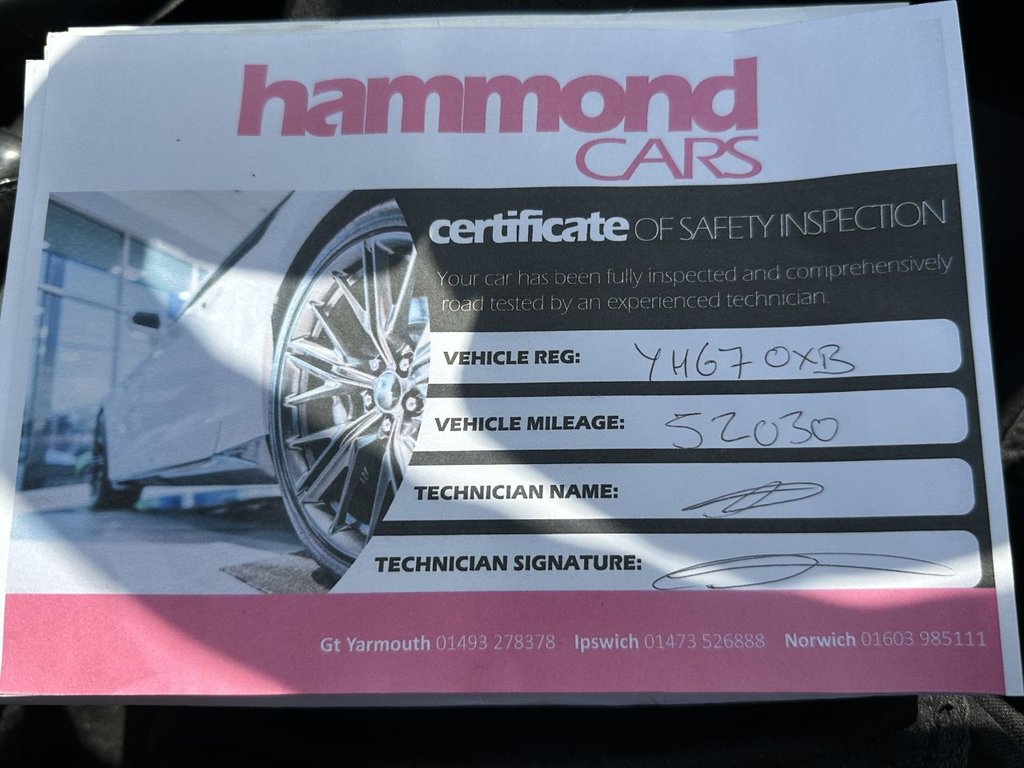 hammond
CARS
certificate OF SAFETY INSPECTION
Your car has been fully inspected and comprehensively
road tested by an experienced technician.
VEHICLE REG: YH67 OXB
VEHICLE MILEAGE: 52030
TECHNICIAN NAME:
TECHNICIAN SIGNATURE:
Gt Yarmouth 01493 278378 Ipswich 01473 526888 Norwich 01603 985111